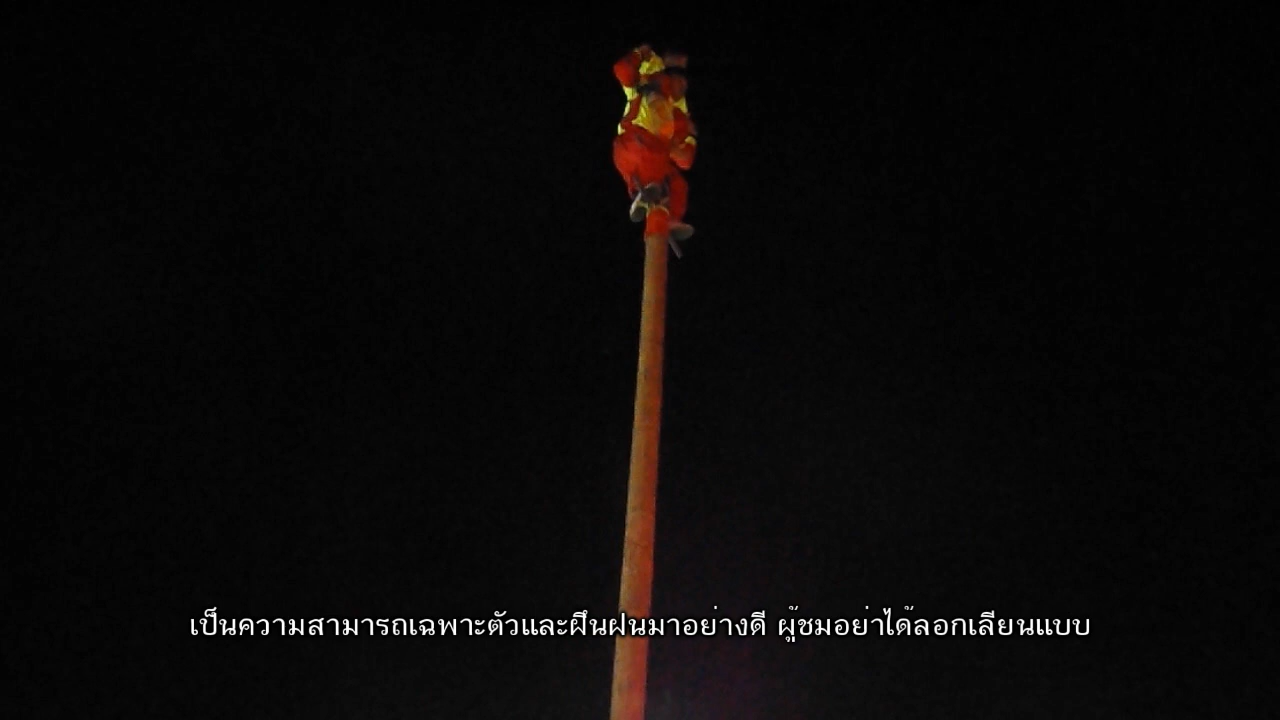 เป็นความสามารถเฉพาะตัวและฝึนฝนมาอย่างดี ผู้ชมอย่าได้ลอกเลียนแบบ